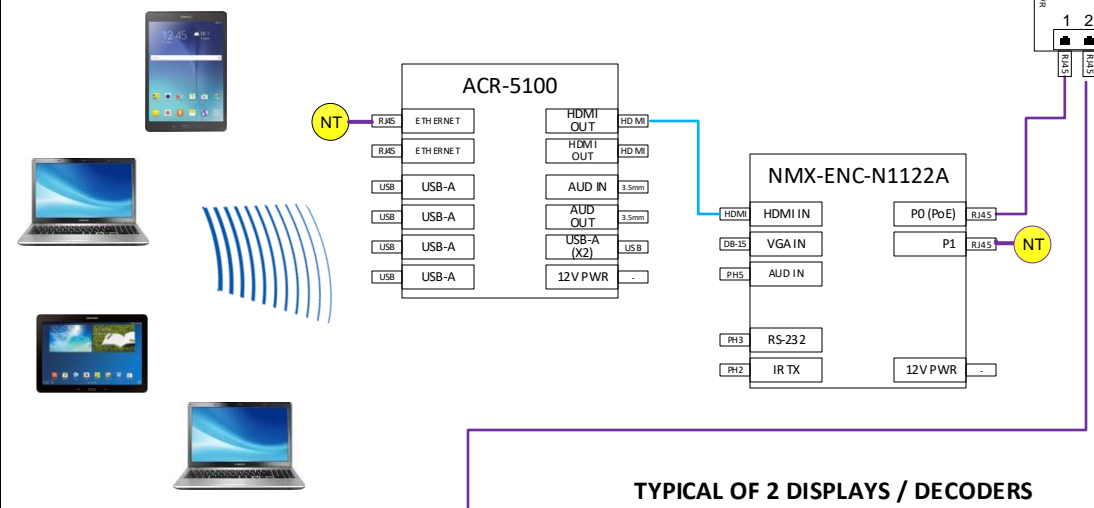 1 2
RJ45 RJ45
12:45
ACR-5100
NT RJ45 ETHERNET HDMI OUT HDMI
RJ45 ETHERNET HDMI OUT HDMI
USB USB-A AUD IN 3.5mm
USB USB-A AUD OUT 3.5mm
USB USB-A USB-A (X2) USB
USB USB-A 12V PWR -
NMX-ENC-N1122A
HDMI HDMI IN P0 (PoE) RJ45
DB-15 VGA IN P1 RJ45 NT
PH5 AUD IN
PH3 RS-232
PH2 IR TX 12V PWR -
TYPICAL OF 2 DISPLAYS / DECODERS